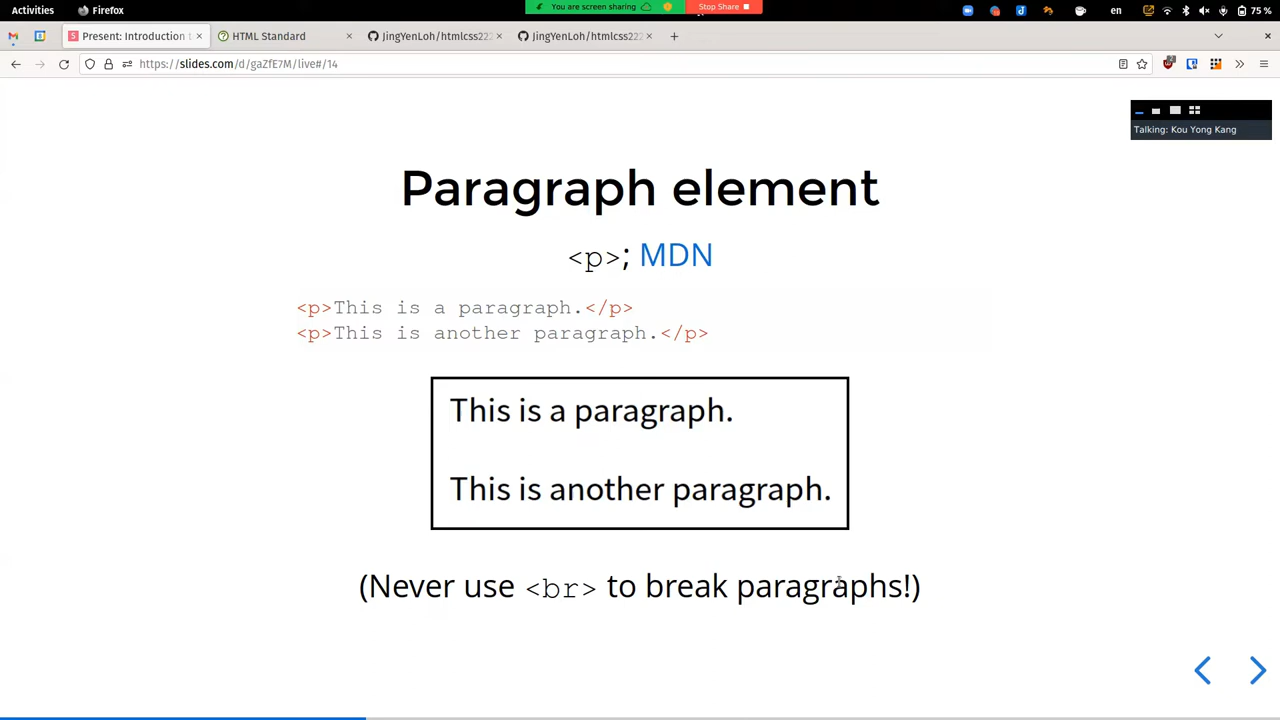 Activities
Firefox
You are screen sharing
Stop Share
en
75 %
Present: Introduction t
HTML Standard
JingYenLoh/htmlcss222
JingYenLoh/htmlcss222
https://slides.com/d/gaZfE7M/live#/14
Talking: Kou Yong Kang
Paragraph element
<p>; MDN
<p>This is a paragraph.</p>
<p>This is another paragraph.</p>
This is a paragraph.
This is another paragraph.
(Never use <br> to break paragraphs!)